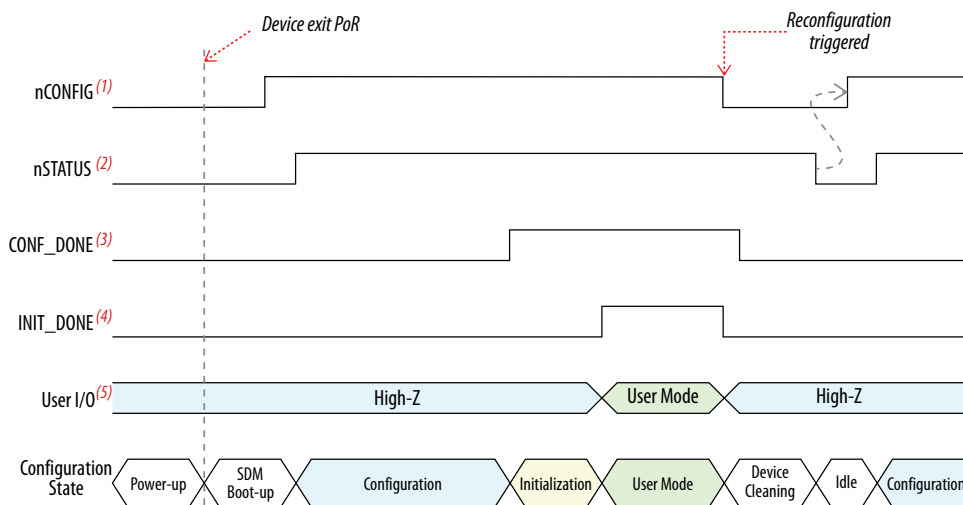 Device exit PoR
Reconfiguration
triggered
nCONFIG (1)
nSTATUS (2)
CONF_DONE (3)
INIT_DONE (4)
User I/O (5)
High-Z
User Mode
High-Z
Configuration
State
Power-up
SDM
Boot-up
Configuration
Initialization
User Mode
Device
Cleaning
Idle
Configuration